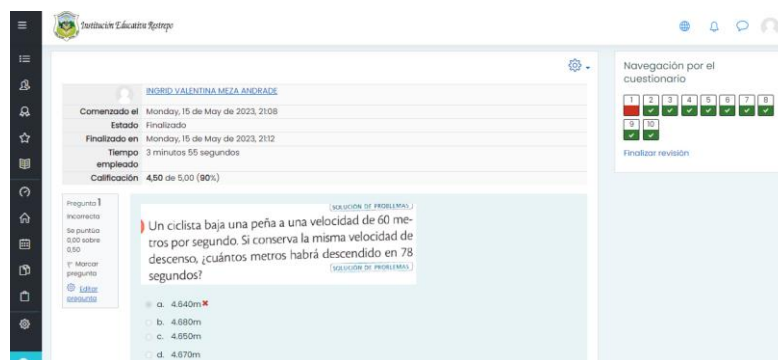 Institución Educativa Restrepo
INGRID VALENTINA MEZA ANDRADE
Comenzado el Monday, 15 de May de 2023, 21:08
Estado Finalizado
Finalizado en Monday, 15 de May de 2023, 21:12
Tiempo empleado 3 minutos 55 segundos
Calificación 4,50 de 5,00 (90%)
Pregunta 1
Incorrecta
Se puntúa
0,00 sobre
0,50
Marcar
pregunta
Editar
pregunta
SOLUCIÓN DE PROBLEMAS
Un ciclista baja una peña a una velocidad de 60 me-
tros por segundo. Si conserva la misma velocidad de
descenso, ¿cuántos metros habrá descendido en 78
segundos?
SOLUCIÓN DE PROBLEMAS
a. 4.640m
b. 4.680m
c. 4.650m
d. 4.670m
Navegación por el
cuestionario
1 2 3 4 5 6 7 8
9 10
Finalizar revisión